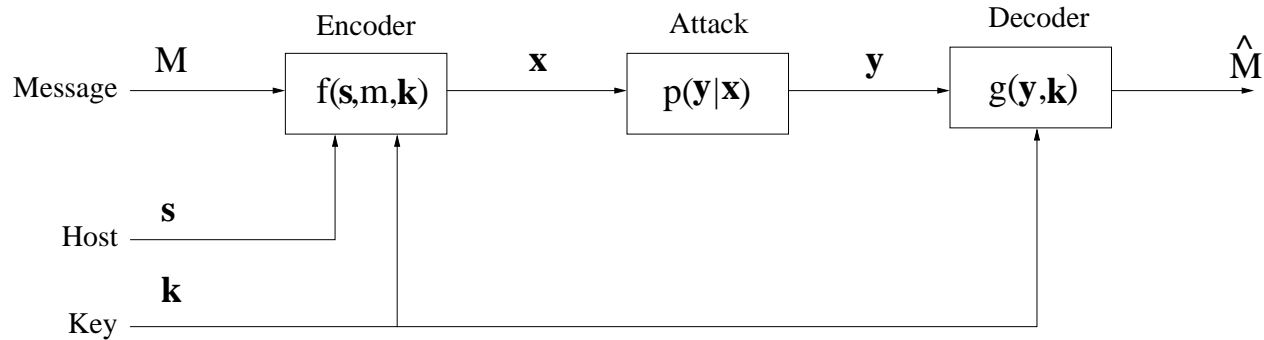 Encoder
Attack
Decoder
Message
M
f(s,m,k)
x
p(y|x)
y
g(y,k)
M̂
Host
s
Key
k